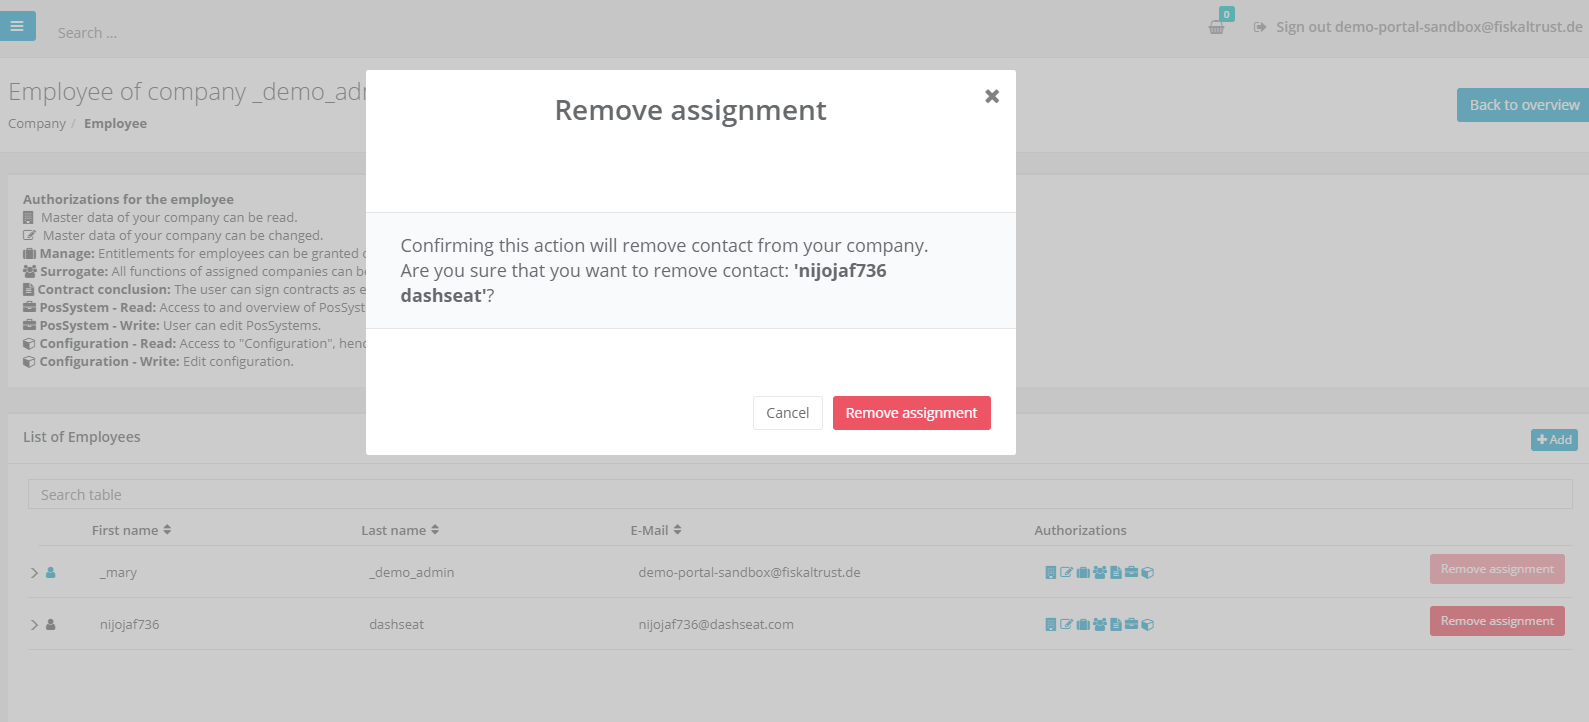 0
Search ...
Sign out demo-portal-sandbox@fiskaltrust.de
Employee of company _demo_
Company / Employee
Back to overview
Remove assignment
Confirming this action will remove contact from your company.
Are you sure that you want to remove contact: 'nijojaf736
dashseat'?
Cancel
Remove assignment
Authorizations for the employee
Master data of your company can be read.
Master data of your company can be changed.
Manage: Entitlements for employees can be granted
Surrogate: All functions of assigned companies can
Contract conclusion: The user can sign contracts as
PosSystem - Read: Access to and overview of
PosSystem - Write: User can edit PosSystems.
Configuration - Read: Access to "Configuration",
Configuration - Write: Edit configuration.
List of Employees
Add
Search table
First name Last name E-Mail Authorizations
_mary _demo_admin demo-portal-sandbox@fiskaltrust.de Remove assignment
nijojaf736 dashseat nijojaf736@dashseat.com Remove assignment